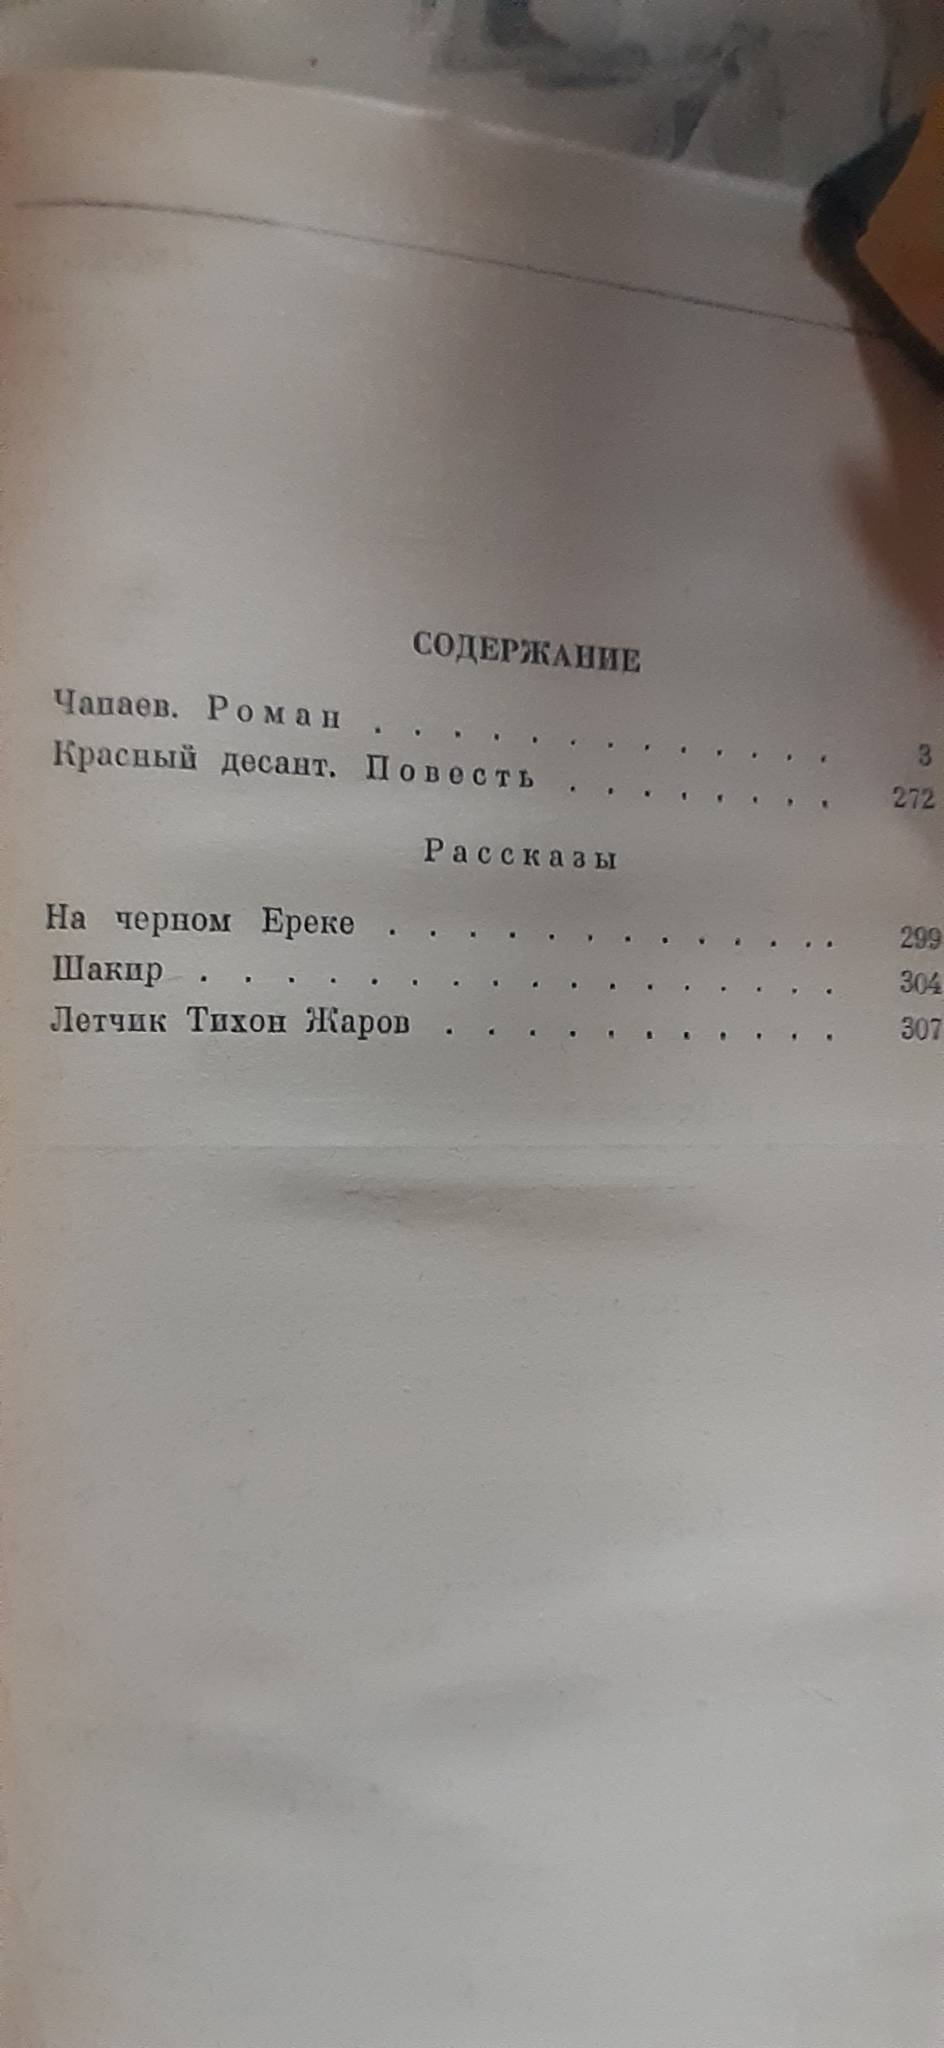 СОДЕРЖАНИЕ
Чапаев. Роман . . . . . . . . . . . . . 3
Красный десант. Повесть . . . . . . . . 272
Рассказы
На черном Ереке . . . . . . . . . . . . . 299
Шакир . . . . . . . . . . . . . . . . . 304
Летчик Тихон Жаров . . . . . . . . . . . 307